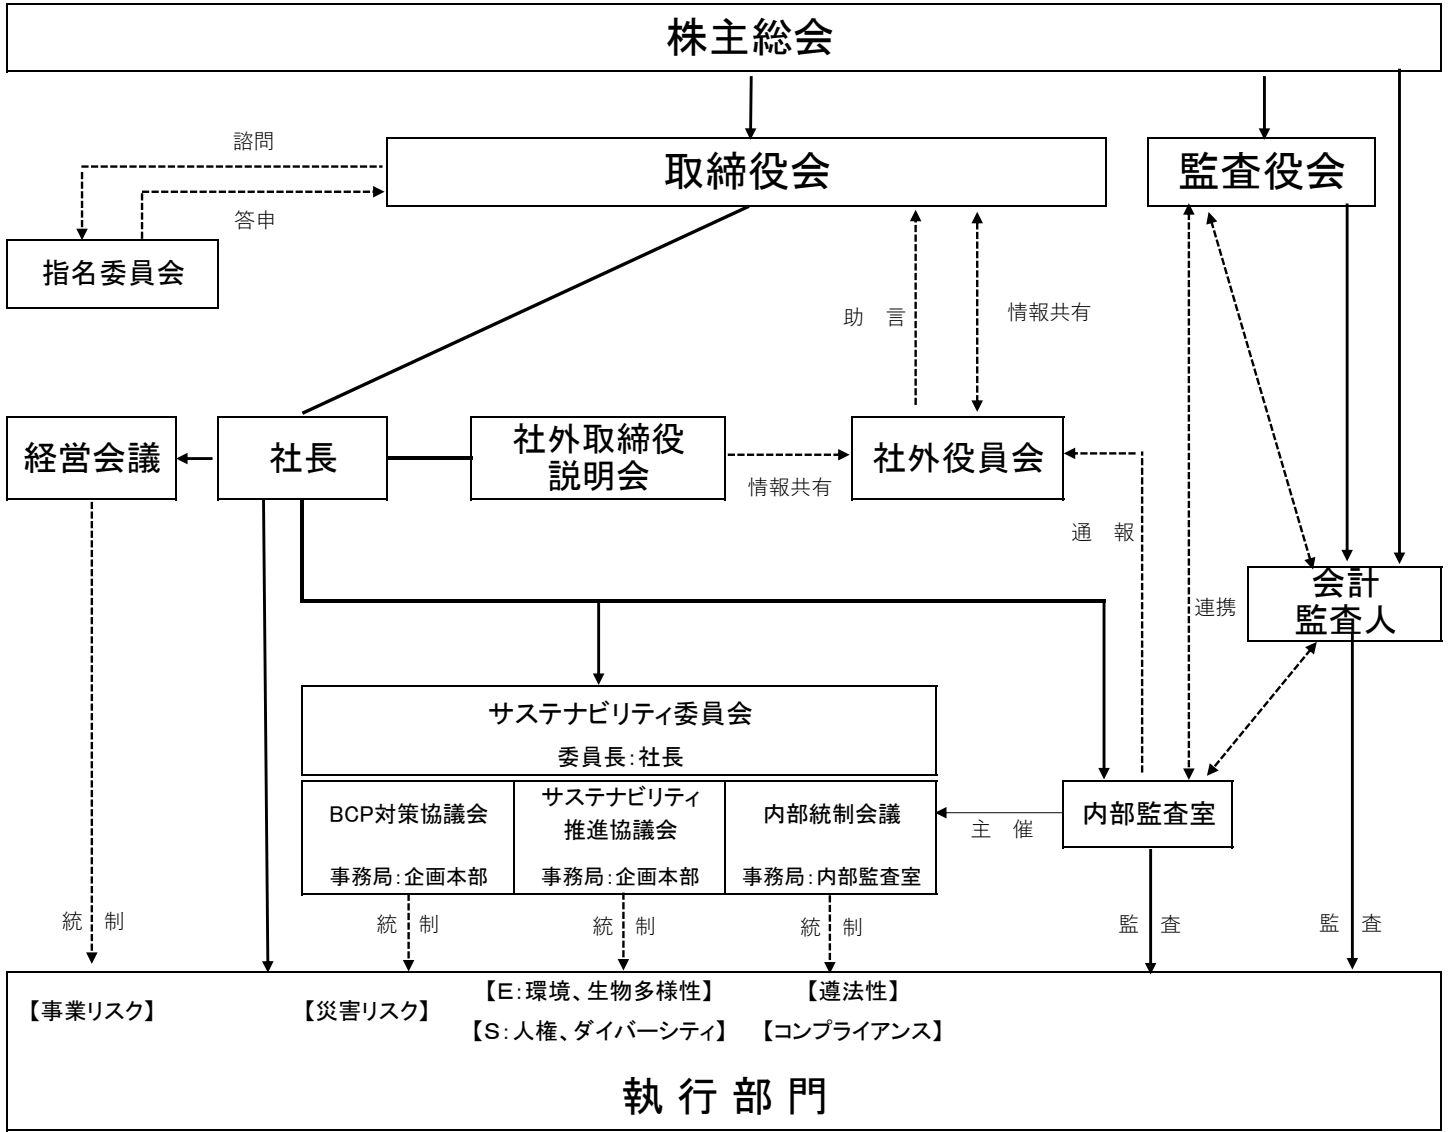 株主総会
諮問
取締役会
監査役会
答申
指名委員会
助　言
情報共有
経営会議
社長
社外取締役
説明会
社外役員会
情報共有
通　報
会計
監査人
連携
サステナビリティ委員会
委員長：社長
BCP対策協議会
事務局：企画本部
サステナビリティ
推進協議会
事務局：企画本部
内部統制会議
事務局：内部監査室
主　催
内部監査室
統　制
統　制
統　制
統　制
監　査
監　査
【事業リスク】
【災害リスク】
【E：環境、生物多様性】
【S：人権、ダイバーシティ】
【遵法性】
【コンプライアンス】
執 行 部 門